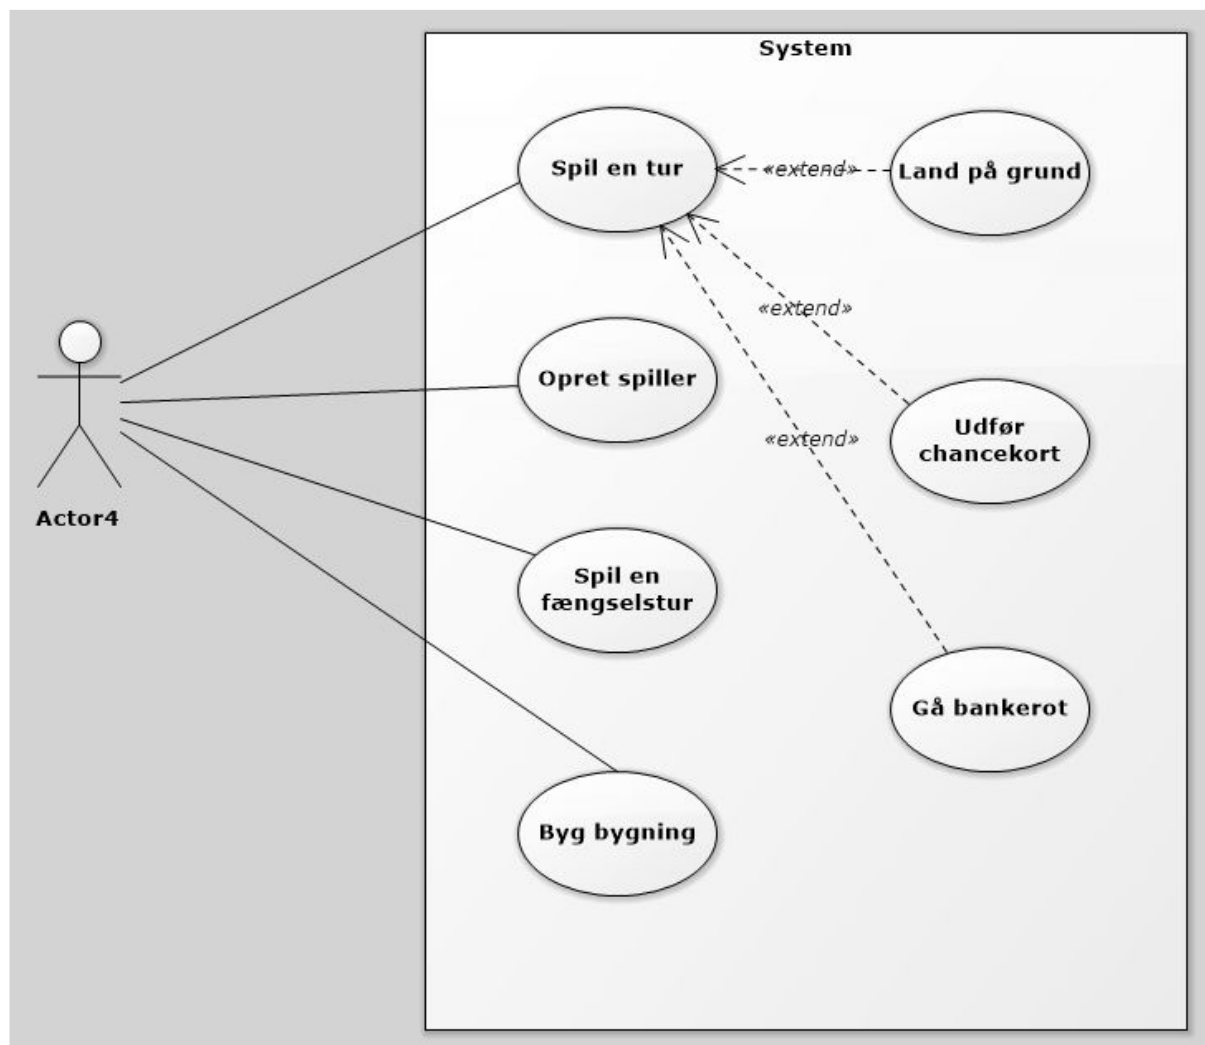 System
Spil en tur
«extend»
Land på grund
«extend»
Opret spiller
Udfør
chancekort
«extend»
Actor4
Spil en
fængselstur
Gå bankerot
Byg bygning